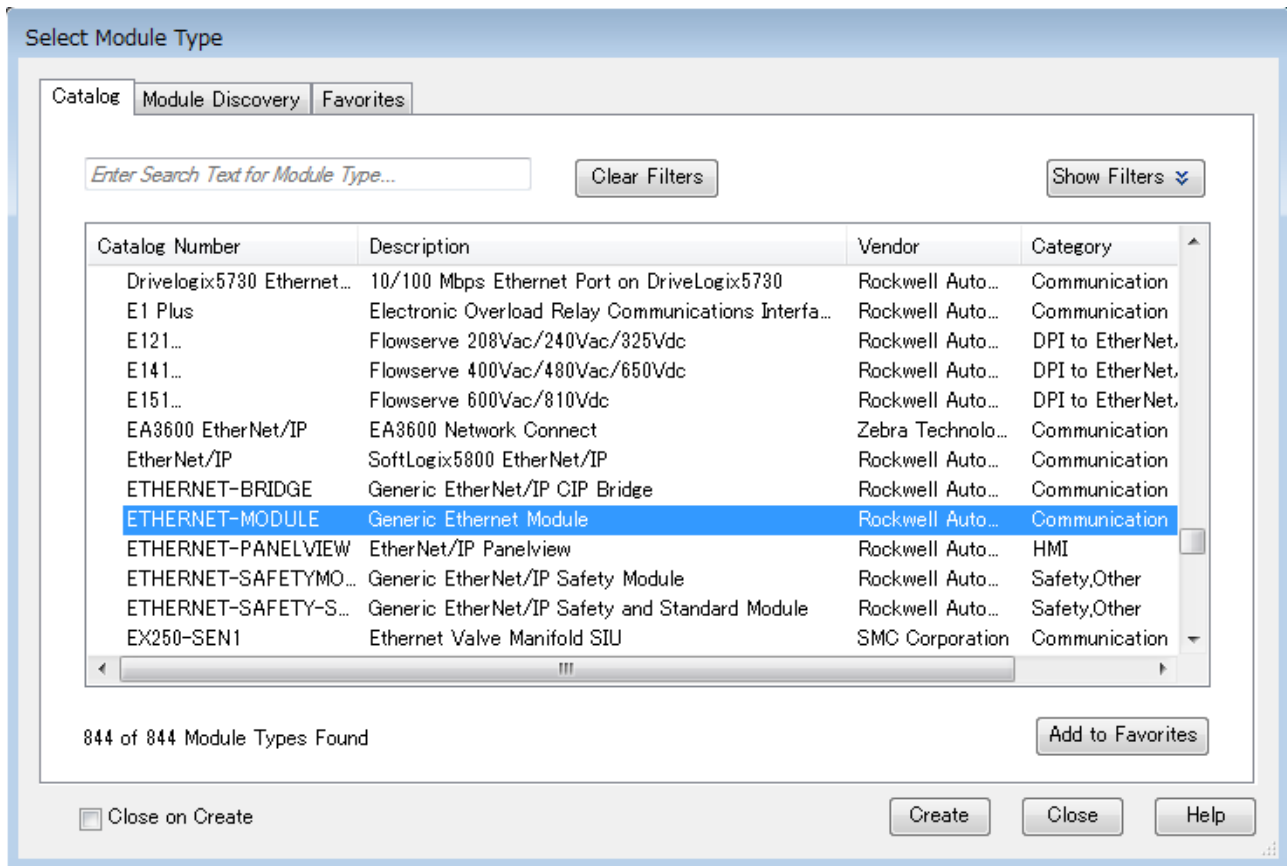 Select Module Type
Catalog Module Discovery Favorites
Enter Search Text for Module Type... Clear Filters Show Filters
Catalog Number Description Vendor Category
Drivelogix5730 Ethernet... 10/100 Mbps Ethernet Port on DriveLogix5730 Rockwell Auto... Communication
E1 Plus Electronic Overload Relay Communications Interfa... Rockwell Auto... Communication
E121... Flowserve 208Vac/240Vac/325Vdc Rockwell Auto... DPI to EtherNet,
E141... Flowserve 400Vac/480Vac/650Vdc Rockwell Auto... DPI to EtherNet,
E151... Flowserve 600Vac/810Vdc Rockwell Auto... DPI to EtherNet,
EA3600 EtherNet/IP EA3600 Network Connect Zebra Technolo... Communication
EtherNet/IP SoftLogix5800 EtherNet/IP Rockwell Auto... Communication
ETHERNET-BRIDGE Generic EtherNet/IP CIP Bridge Rockwell Auto... Communication
ETHERNET-MODULE Generic Ethernet Module Rockwell Auto... Communication
ETHERNET-PANELVIEW EtherNet/IP Panelview Rockwell Auto... HMI
ETHERNET-SAFETYMO... Generic EtherNet/IP Safety Module Rockwell Auto... Safety,Other
ETHERNET-SAFETY-S... Generic EtherNet/IP Safety and Standard Module Rockwell Auto... Safety,Other
EX250-SEN1 Ethernet Valve Manifold SIU SMC Corporation Communication
844 of 844 Module Types Found Add to Favorites
Close on Create Create Close Help